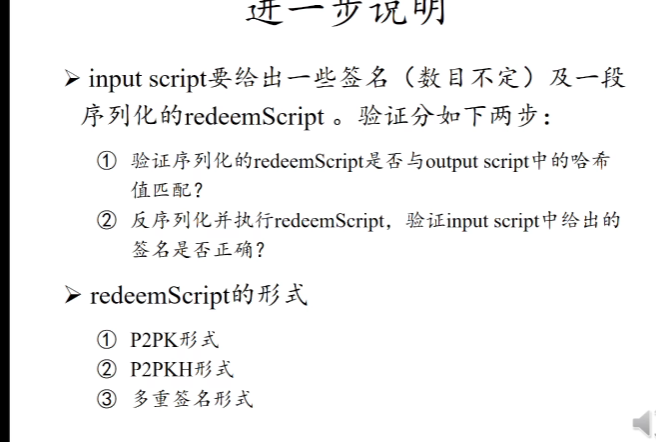 进一步说明
➢ input script要给出一些签名（数目不定）及一段
序列化的redeemScript 。验证分如下两步：
① 验证序列化的redeemScript是否与output script中的哈希
值匹配？
② 反序列化并执行redeemScript，验证input script中给出的
签名是否正确？
➢ redeemScript的形式
① P2PK形式
② P2PKH形式
③ 多重签名形式